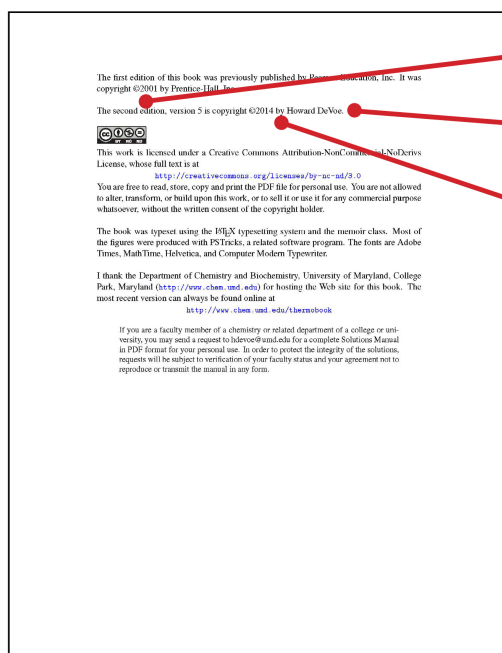 The first edition of this book was previously published by Pearson Education, Inc. It was
copyright ©2001 by Prentice-Hall, Inc.
The second edition, version 5 is copyright ©2014 by Howard DeVoe.
BY NC ND
This work is licensed under a Creative Commons Attribution-NonCommercial-NoDerivs
License, whose full text is at
http://creativecommons.org/licenses/by-nc-nd/3.0
You are free to read, store, copy and print the PDF file for personal use. You are not allowed
to alter, transform, or build upon this work, or to sell it or use it for any commercial purpose
whatsoever, without the written consent of the copyright holder.
The book was typeset using the LATEX typesetting system and the memoir class. Most of
the figures were produced with PSTricks, a related software program. The fonts are Adobe
Times, MathTime, Helvetica, and Computer Modern Typewriter.
I thank the Department of Chemistry and Biochemistry, University of Maryland, College
Park, Maryland (http://www.chem.umd.edu) for hosting the Web site for this book. The
most recent version can always be found online at
http://www.chem.umd.edu/thermobook
If you are a faculty member of a chemistry or related department of a college or uni-
versity, you may send a request to hdevoe@umd.edu for a complete Solutions Manual
in PDF format for your personal use. In order to protect the integrity of the solutions,
requests will be subject to verification of your faculty status and your agreement not to
reproduce or transmit the manual in any form.